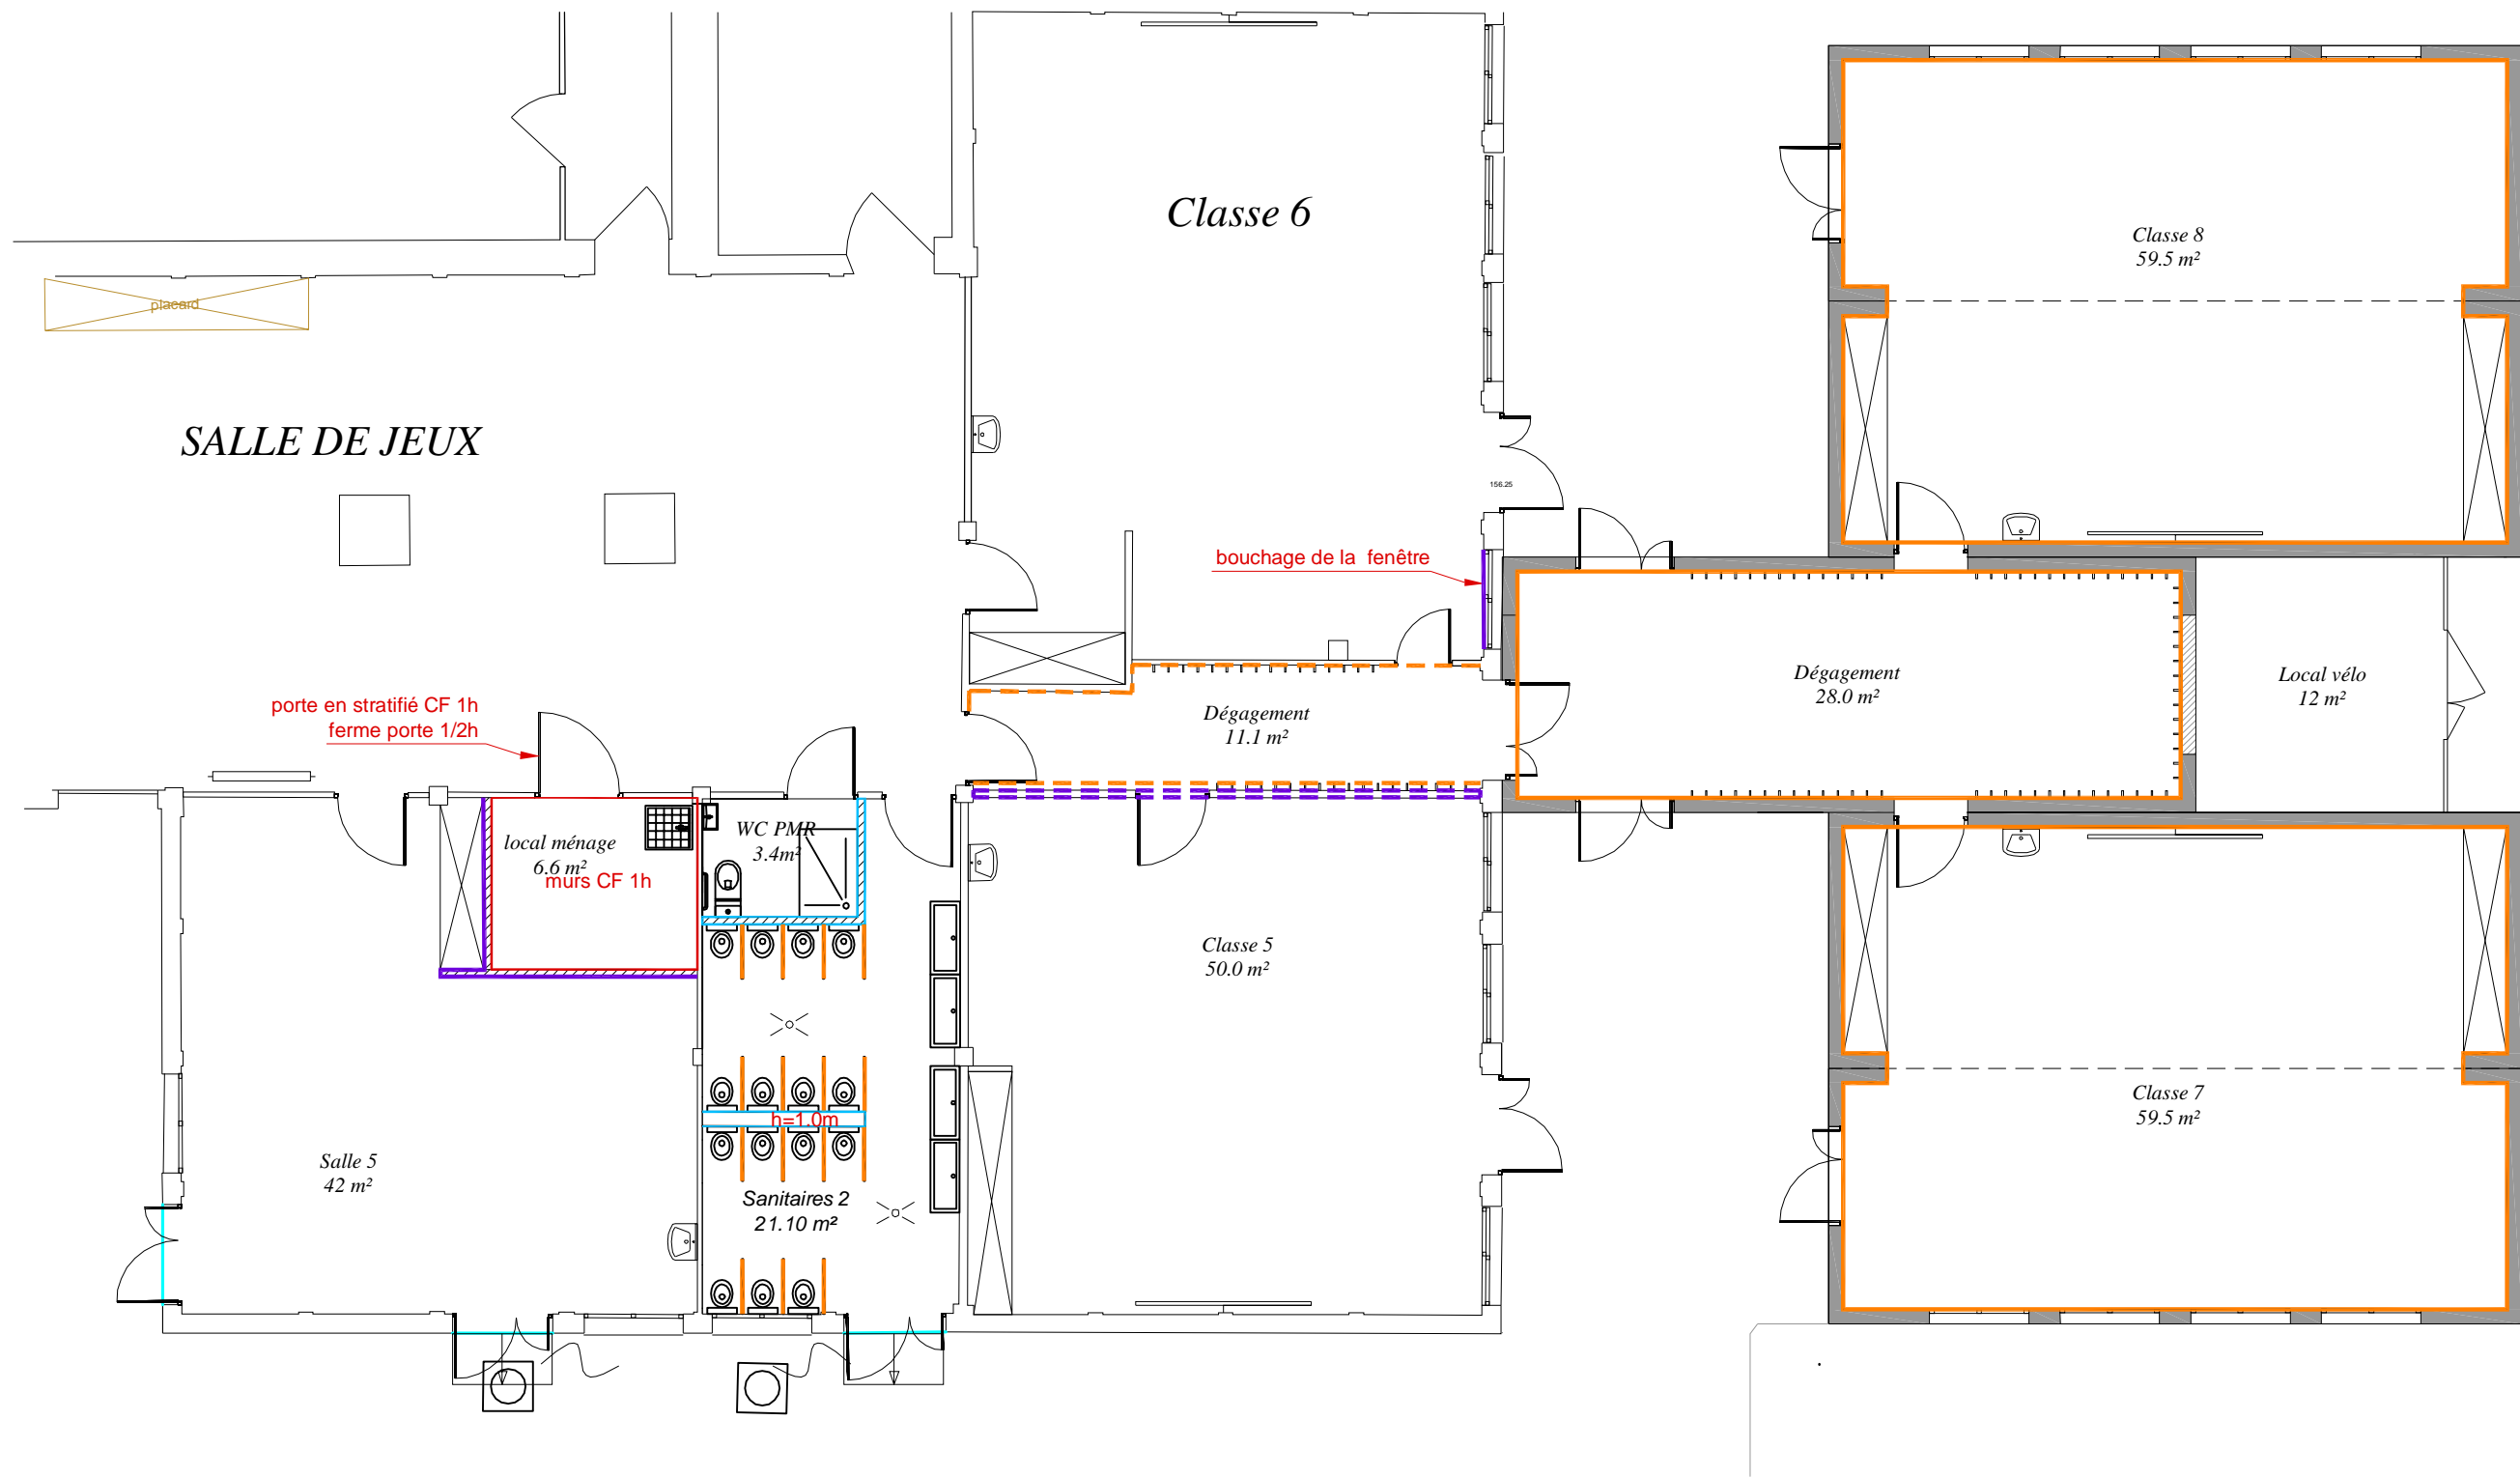 Classe 6
Classe 8
59.5 m²
placard
SALLE DE JEUX
156.25
bouchage de la  fenêtre
Dégagement
28.0 m²
Local vélo
12 m²
porte en stratifié CF 1h
ferme porte 1/2h
Dégagement
11.1 m²
local ménage
6.6 m²
murs CF 1h
WC PMR
3.4m²
Classe 5
50.0 m²
Classe 7
59.5 m²
h=1.0m
Salle 5
42 m²
Sanitaires 2
21.10 m²